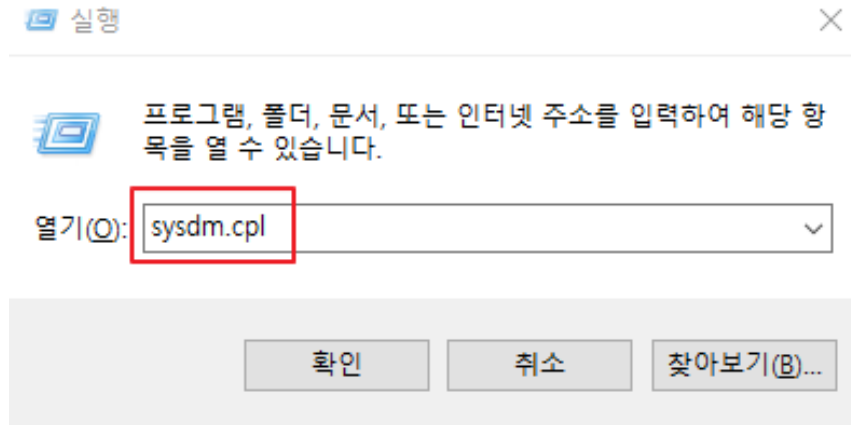 실행
프로그램, 폴더, 문서, 또는 인터넷 주소를 입력하여 해당 항
목을 열 수 있습니다.
열기(O): sysdm.cpl
확인 취소 찾아보기(B)...